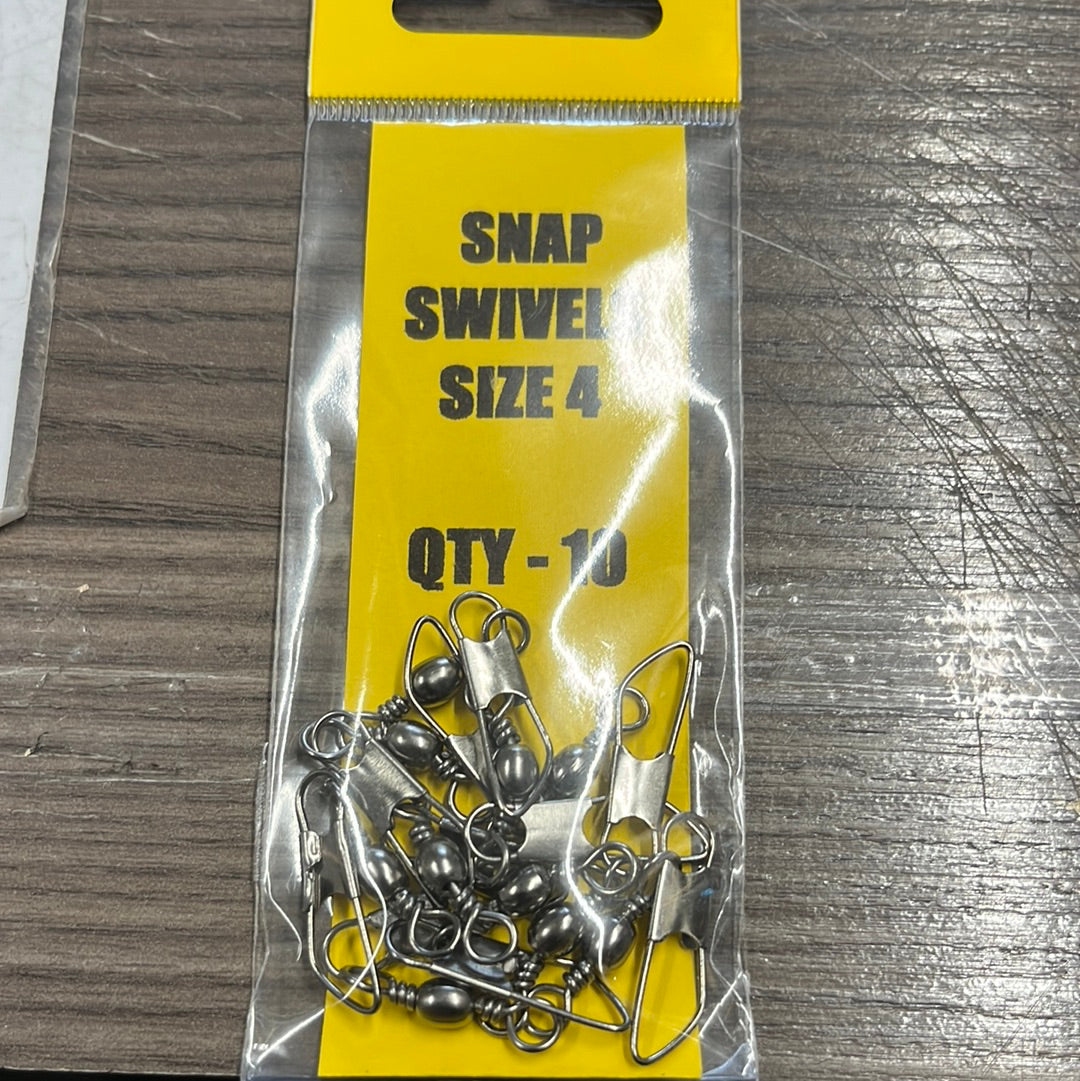 SNAP
SWIVEL
SIZE 4
QTY - 10